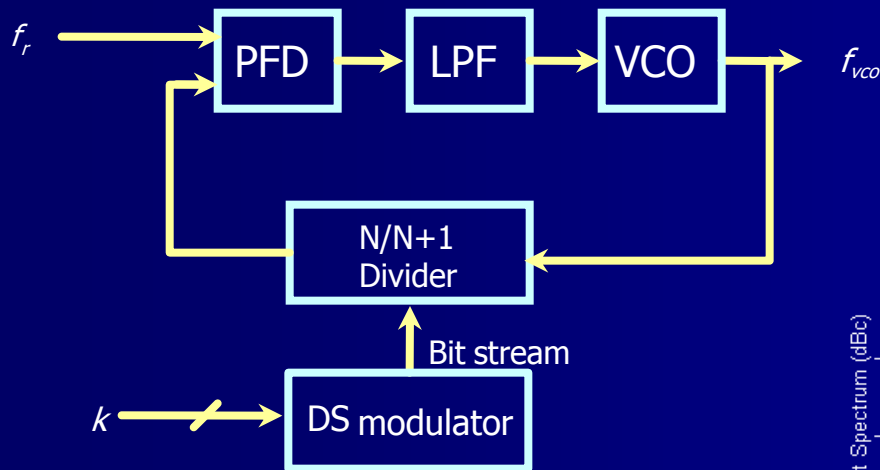 f_r
PFD
LPF
VCO
f_vco
N/N+1
Divider
Bit stream
k
DS modulator
t Spectrum (dBc)